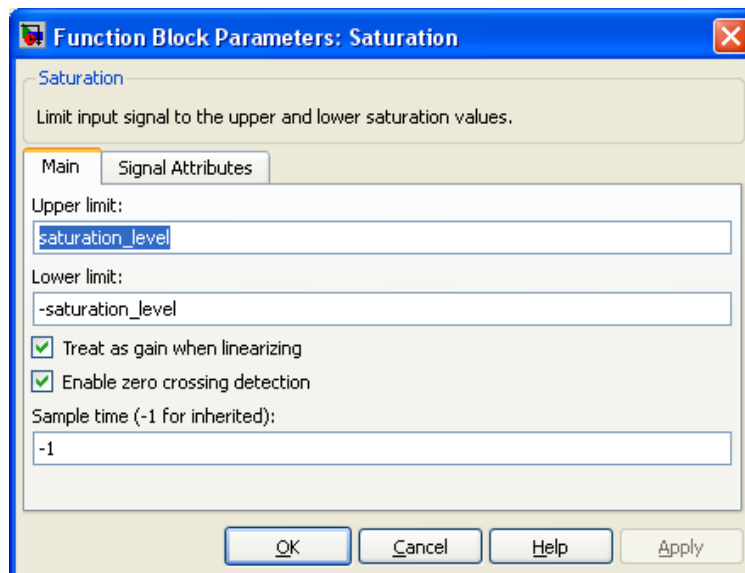 Function Block Parameters: Saturation
Saturation
Limit input signal to the upper and lower saturation values.
Main Signal Attributes
Upper limit:
saturation_level
Lower limit:
-saturation_level
Treat as gain when linearizing
Enable zero crossing detection
Sample time (-1 for inherited):
-1
OK Cancel Help Apply